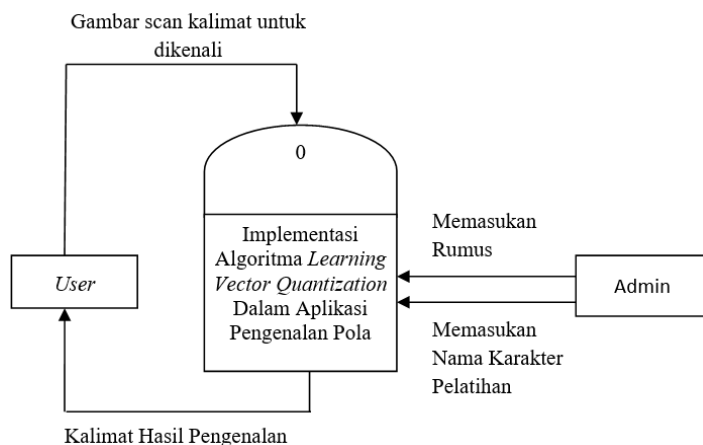 Gambar scan kalimat untuk
dikenali
0
Implementasi
Algoritma Learning
Vector Quantization
Dalam Aplikasi
Pengenalan Pola
User
Memasukan
Rumus
Admin
Memasukan
Nama Karakter
Pelatihan
Kalimat Hasil Pengenalan